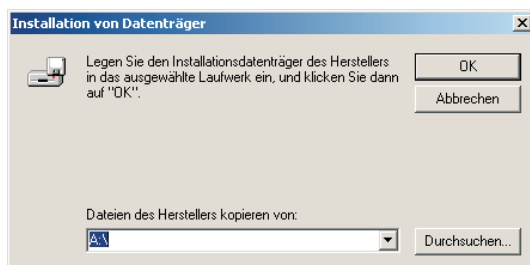 Installation von Datenträger
Legen Sie den Installationsdatenträger des Herstellers
in das ausgewählte Laufwerk ein, und klicken Sie dann
auf "OK".
OK
Abbrechen
Dateien des Herstellers kopieren von:
A:\
Durchsuchen...